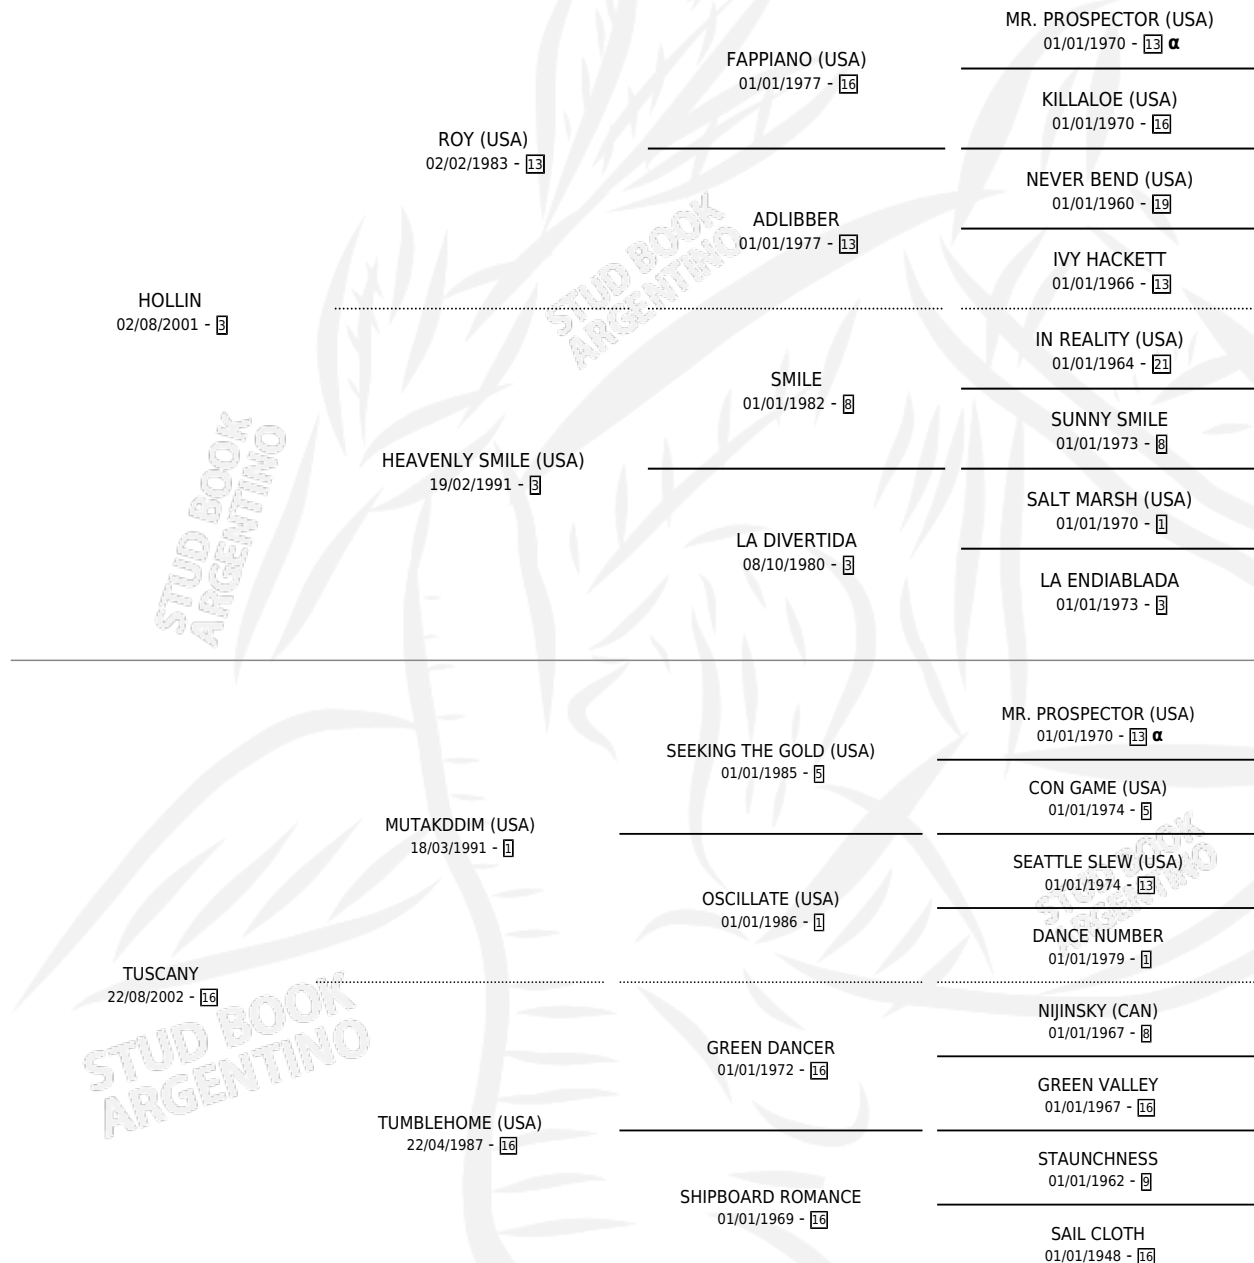 MR. PROSPECTOR (USA)
01/01/1970 - 13 α
FAPPIANO (USA)
01/01/1977 - 16
KILLALOE (USA)
01/01/1970 - 16
ROY (USA)
02/02/1983 - 13
NEVER BEND (USA)
01/01/1960 - 19
ADLIBBER
01/01/1977 - 13
IVY HACKETT
01/01/1966 - 13
HOLLIN
02/08/2001 - 3
IN REALITY (USA)
01/01/1964 - 21
SMILE
01/01/1982 - 8
SUNNY SMILE
01/01/1973 - 8
HEAVENLY SMILE (USA)
19/02/1991 - 3
SALT MARSH (USA)
01/01/1970 - 1
LA DIVERTIDA
08/10/1980 - 3
LA ENDIABLADA
01/01/1973 - 3
STUD BOOK
ARGENTINO
STUD BOOK
ARGENTINO
MR. PROSPECTOR (USA)
01/01/1970 - 13 α
SEEKING THE GOLD (USA)
01/01/1985 - 5
CON GAME (USA)
01/01/1974 - 5
MUTAKDDIM (USA)
18/03/1991 - 1
SEATTLE SLEW (USA)
01/01/1974 - 13
OSCILLATE (USA)
01/01/1986 - 1
DANCE NUMBER
01/01/1979 - 1
TUSCANY
22/08/2002 - 16
NIJINSKY (CAN)
01/01/1967 - 8
GREEN DANCER
01/01/1972 - 16
GREEN VALLEY
01/01/1967 - 16
TUMBLEHOME (USA)
22/04/1987 - 16
STAUNCHNESS
01/01/1962 - 9
SHIPBOARD ROMANCE
01/01/1969 - 16
SAIL CLOTH
01/01/1948 - 16
STUD BOOK
ARGENTINO
STUD BOOK
ARGENTINO